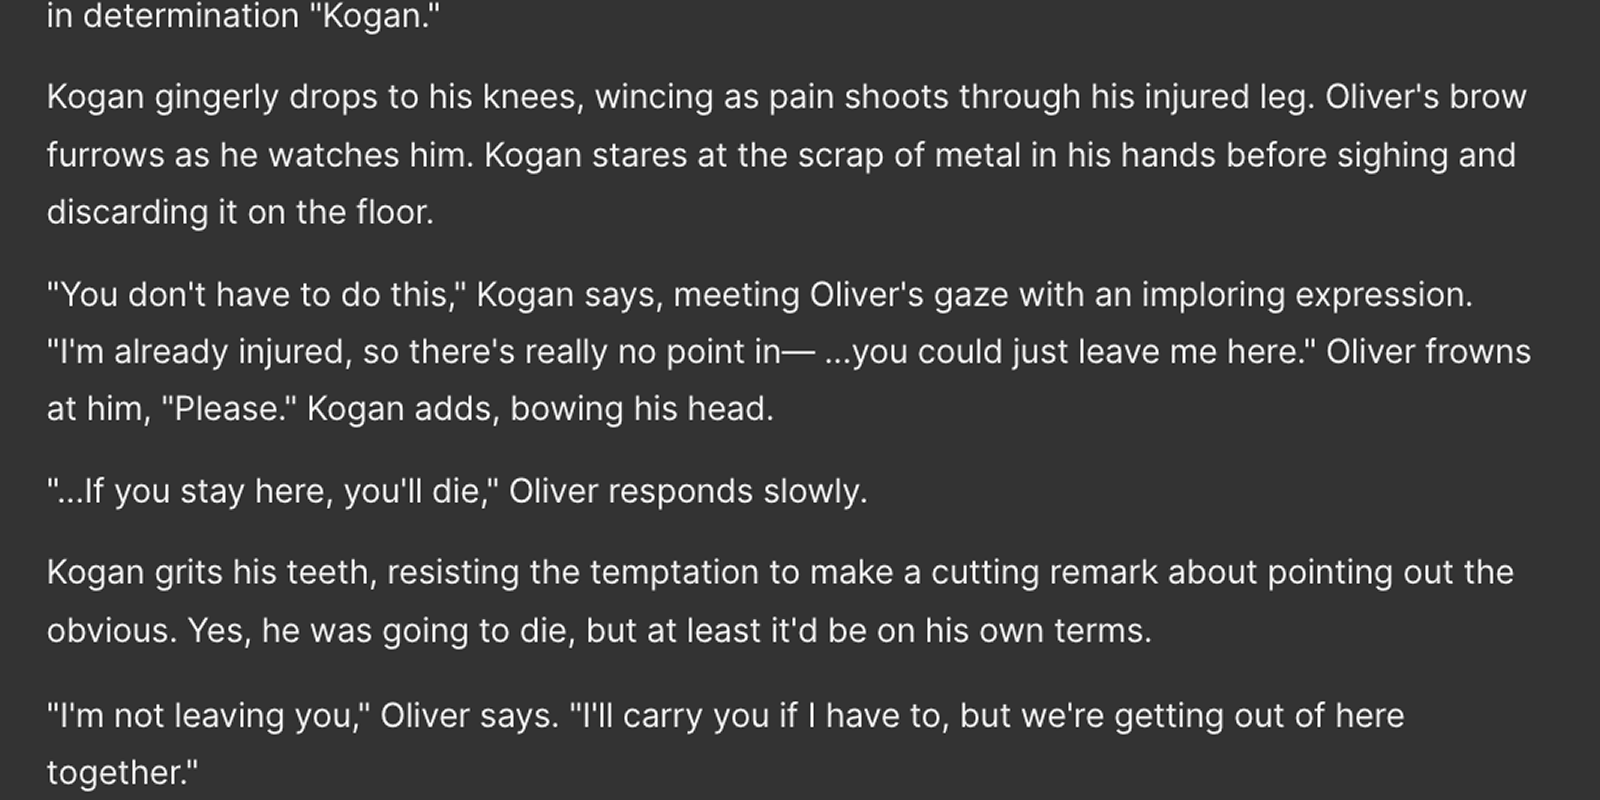 in determination "Kogan."
Kogan gingerly drops to his knees, wincing as pain shoots through his injured leg. Oliver's brow
furrows as he watches him. Kogan stares at the scrap of metal in his hands before sighing and
discarding it on the floor.
"You don't have to do this," Kogan says, meeting Oliver's gaze with an imploring expression.
"I'm already injured, so there's really no point in— ...you could just leave me here." Oliver frowns
at him, "Please." Kogan adds, bowing his head.
"...If you stay here, you'll die," Oliver responds slowly.
Kogan grits his teeth, resisting the temptation to make a cutting remark about pointing out the
obvious. Yes, he was going to die, but at least it'd be on his own terms.
"I'm not leaving you," Oliver says. "I'll carry you if I have to, but we're getting out of here
together."